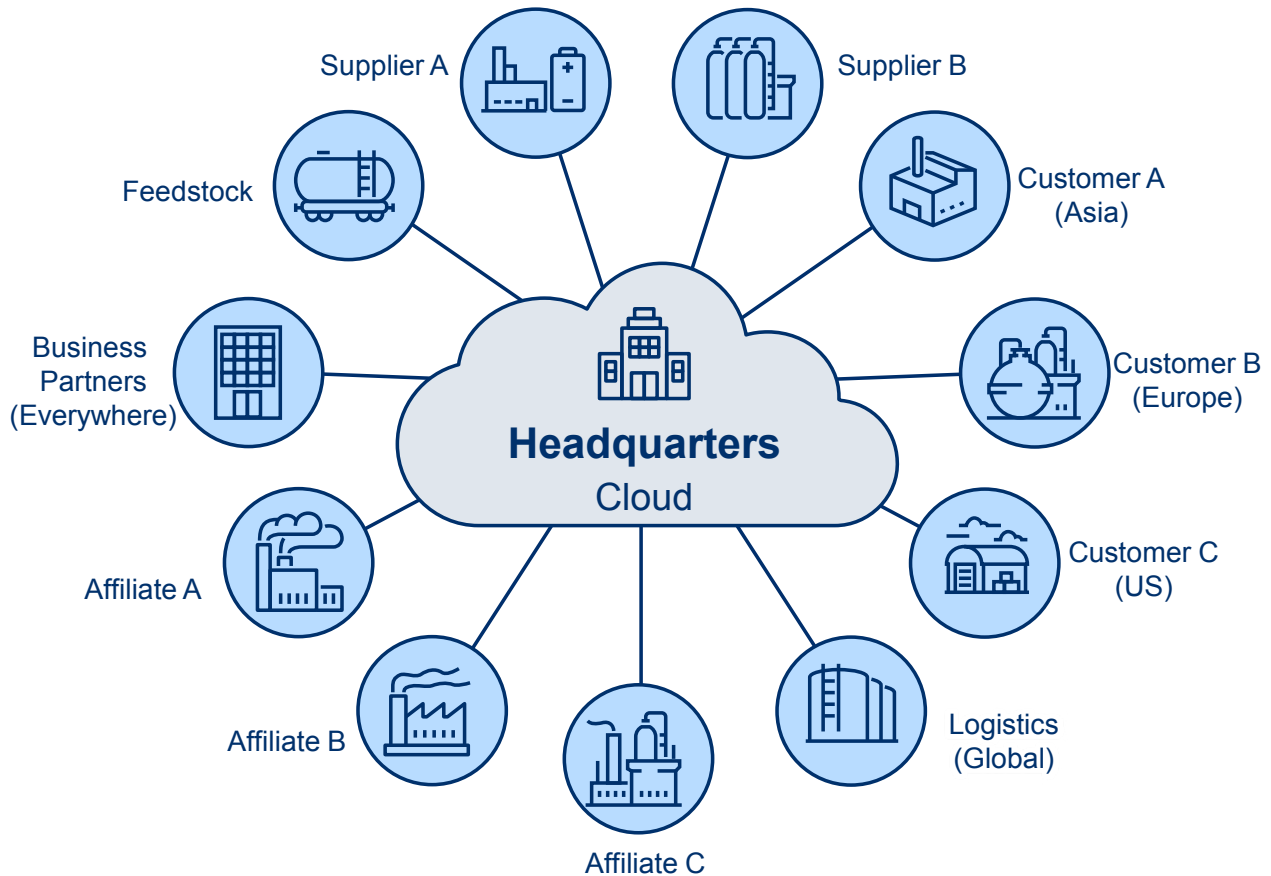 Supplier A
Supplier B
Feedstock
Customer A
(Asia)
Business
Partners
(Everywhere)
Customer B
(Europe)
Headquarters
Cloud
Affiliate A
Customer C
(US)
Affiliate B
Logistics
(Global)
Affiliate C